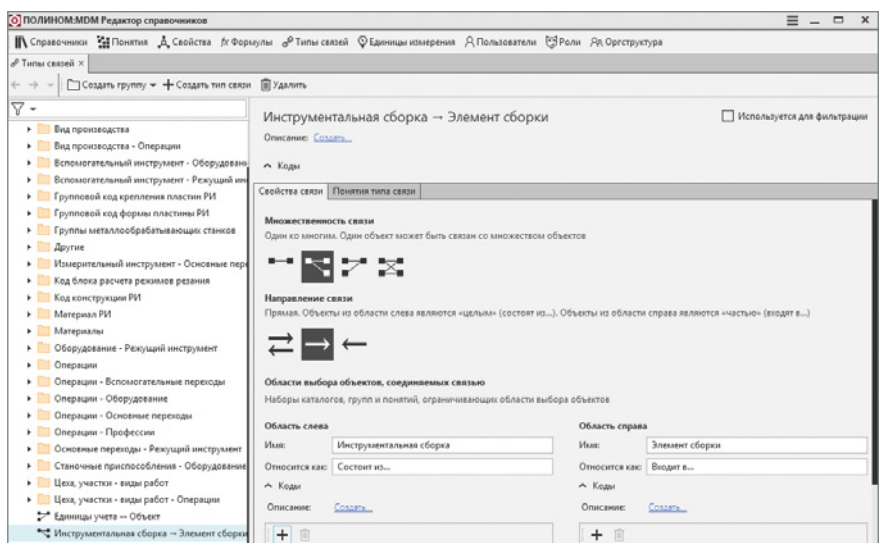 ПОЛИНОМ:MDM Редактор справочников
Справочники Понятия Свойства fx Формулы Типы связей Единицы измерения Пользователи Роли Оргструктура
Типы связей ×
Создать группу Создать тип связи Удалить
Вид производства
Вид производства - Операции
Вспомогательный инструмент - Оборудован
Вспомогательный инструмент - Режущий ин
Групповой код крепления пластин РИ
Групповой код формы пластины РИ
Группы металлообрабатывающих станков
Другие
Измерительный инструмент - Основные пер
Код блока расчета режимов резания
Код конструкции РИ
Материал РИ
Материалы
Оборудование - Режущий инструмент
Операции
Операции - Вспомогательные переходы
Операции - Оборудование
Операции - Основные переходы
Операции - Профессии
Основные переходы - Режущий инструмент
Станочные приспособления - Оборудование
Цеха, участки - виды работ
Цеха, участки - виды работ - Операции
Единицы учета — Объект
Инструментальная сборка → Элемент сборки
Инструментальная сборка → Элемент сборки
Используется для фильтрации
Описание: Создать...
Коды
Свойства связи Понятия типа связи
Множественность связи
Один ко многим. Один объект может быть связан со множеством объектов
Направление связи
Прямая. Объекты из области слева являются «целым» (состоят из...). Объекты из области справа являются «частью» (входят в...)
Области выбора объектов, соединяемых связью
Наборы каталогов, групп и понятий, ограничивающих области выбора объектов
Область слева
Имя: Инструментальная сборка
Относится как: Состоит из...
Коды
Описание: Создать...
Область справа
Имя: Элемент сборки
Относится как: Входит в...
Коды
Описание: Создать...